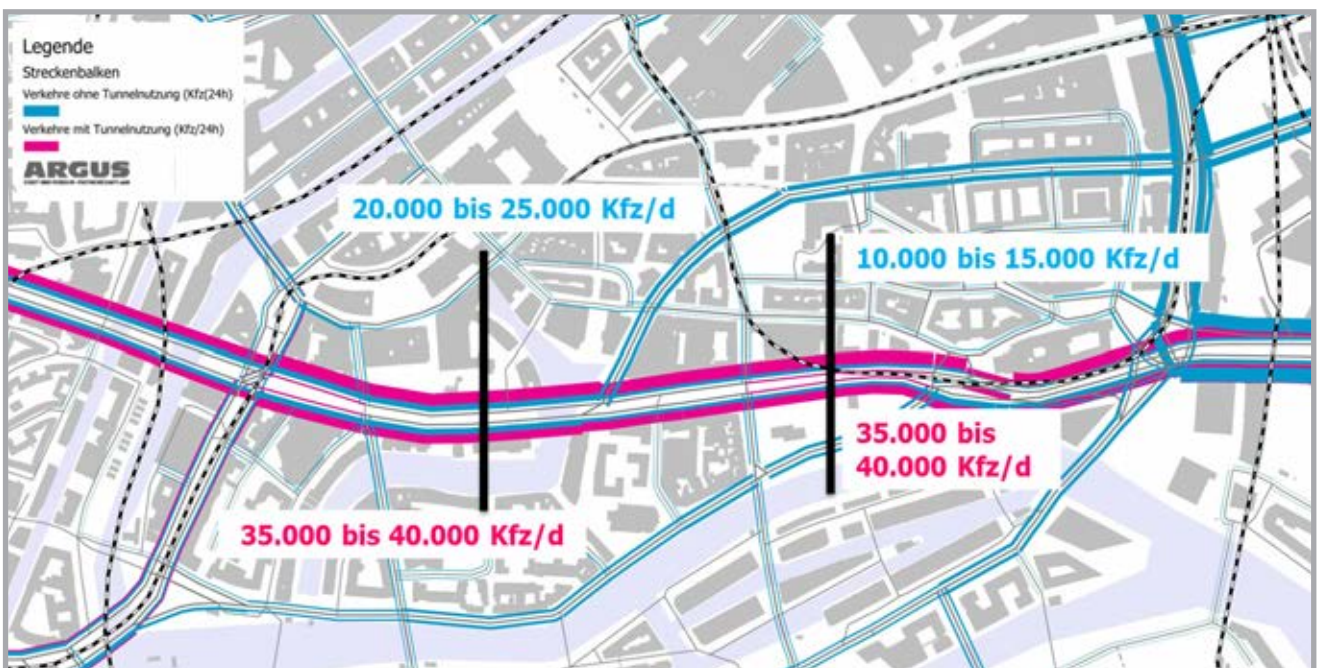 Legende
Streckenbalken
Verkehre ohne Tunnelnutzung (Kfz(24h)
Verkehre mit Tunnelnutzung (Kfz/24h)
ARGUS
20.000 bis 25.000 Kfz/d
10.000 bis 15.000 Kfz/d
35.000 bis
40.000 Kfz/d
35.000 bis 40.000 Kfz/d